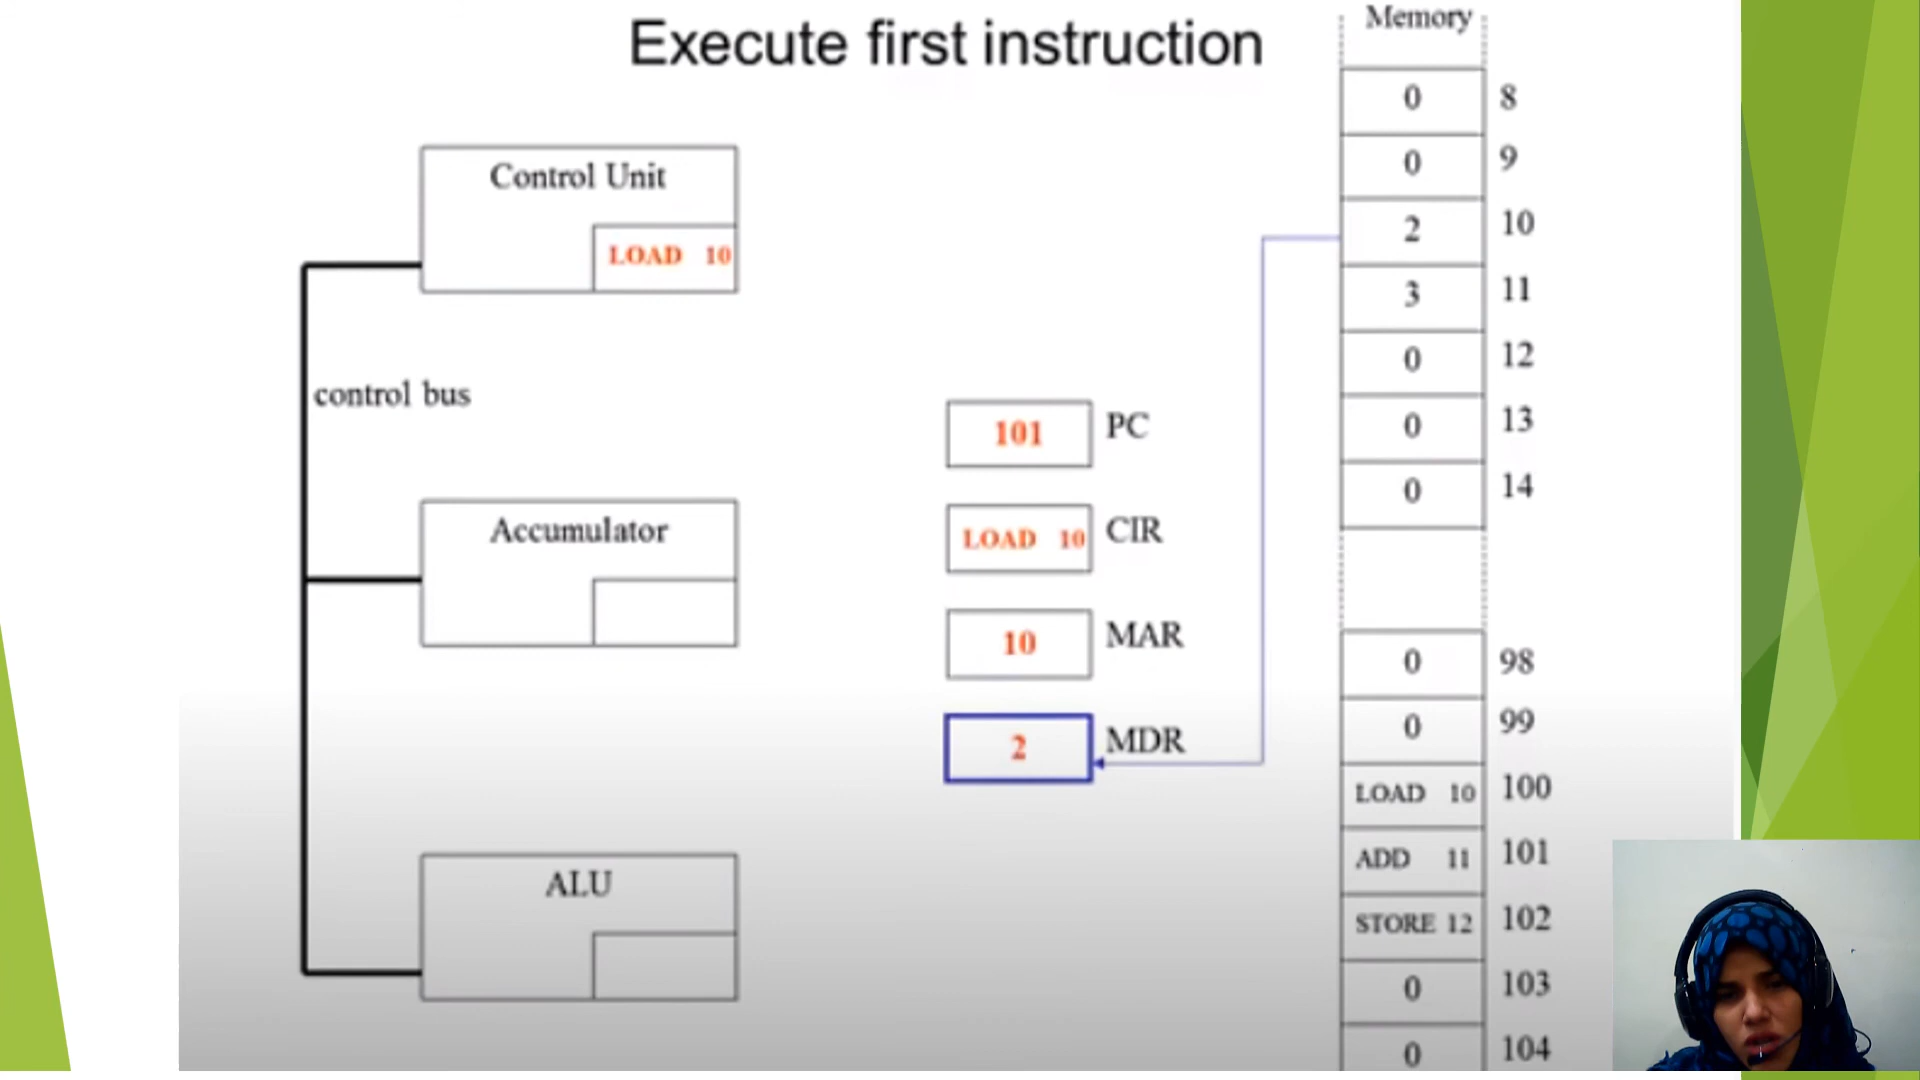 Execute first instruction
Memory
0 8
0 9
2 10
3 11
0 12
0 13
0 14
0 98
0 99
LOAD 10 100
ADD 11 101
STORE 12 102
0 103
0 104
Control Unit
LOAD 10
control bus
Accumulator
ALU
101 PC
LOAD 10 CIR
10 MAR
2 MDR